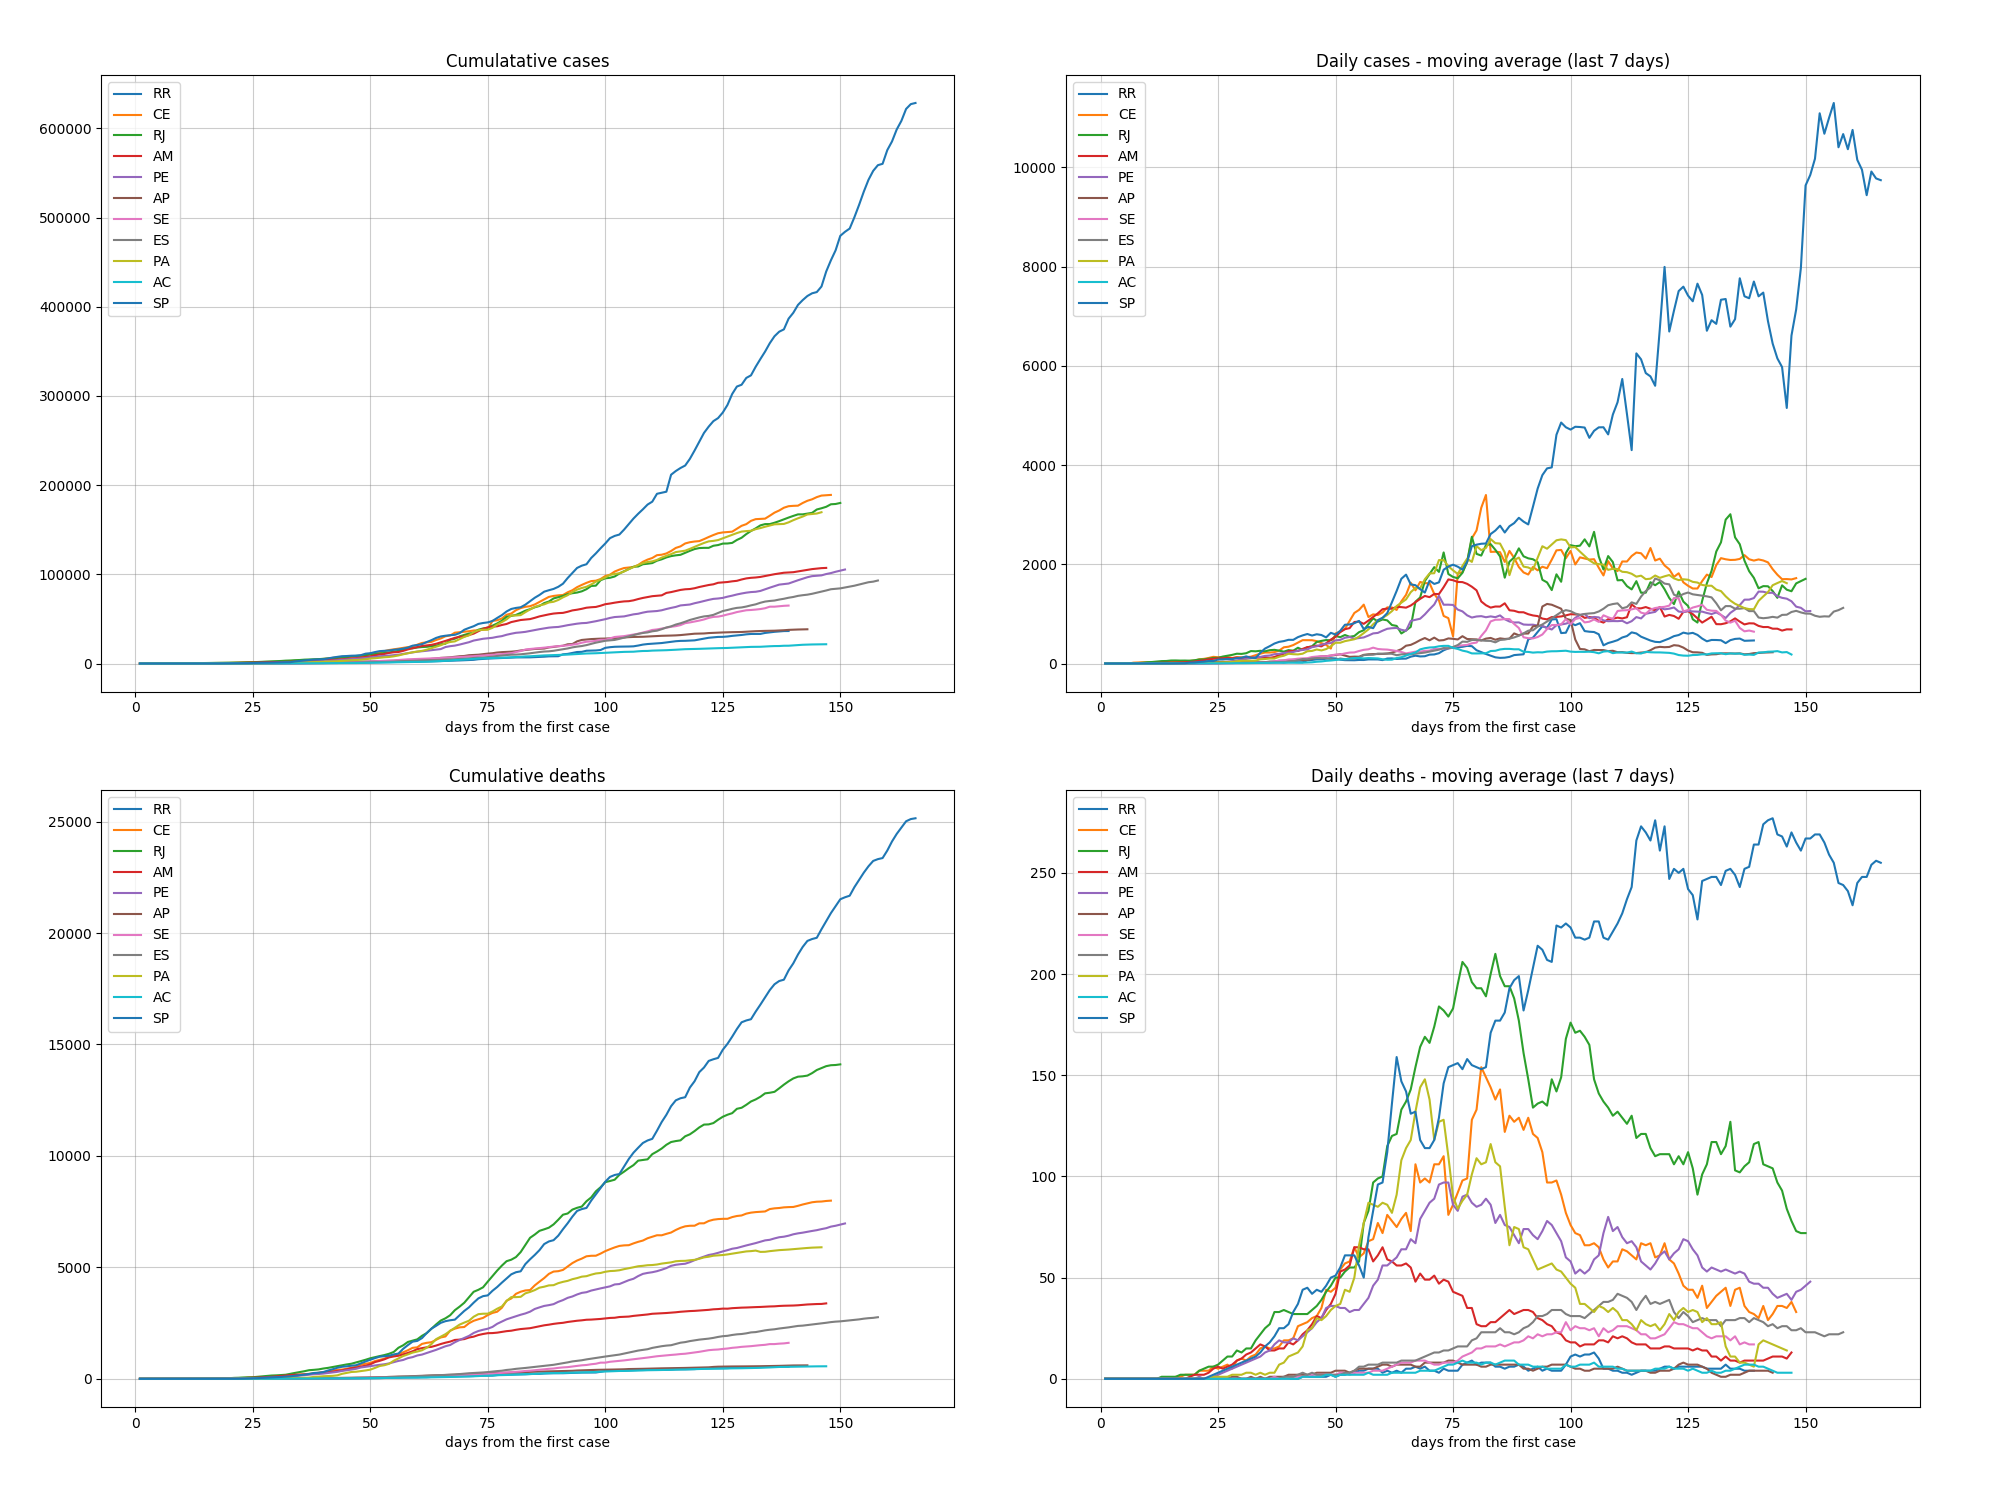 Cumulatative cases
600000
500000
400000
300000
200000
100000
0
RR
CE
RJ
AM
PE
AP
SE
ES
PA
AC
SP
0 25 50 75 100 125 150
days from the first case
Daily cases - moving average (last 7 days)
10000
8000
6000
4000
2000
0
RR
CE
RJ
AM
PE
AP
SE
ES
PA
AC
SP
0 25 50 75 100 125 150
days from the first case
Cumulative deaths
25000
20000
15000
10000
5000
0
RR
CE
RJ
AM
PE
AP
SE
ES
PA
AC
SP
0 25 50 75 100 125 150
days from the first case
Daily deaths - moving average (last 7 days)
250
200
150
100
50
0
RR
CE
RJ
AM
PE
AP
SE
ES
PA
AC
SP
0 25 50 75 100 125 150
days from the first case